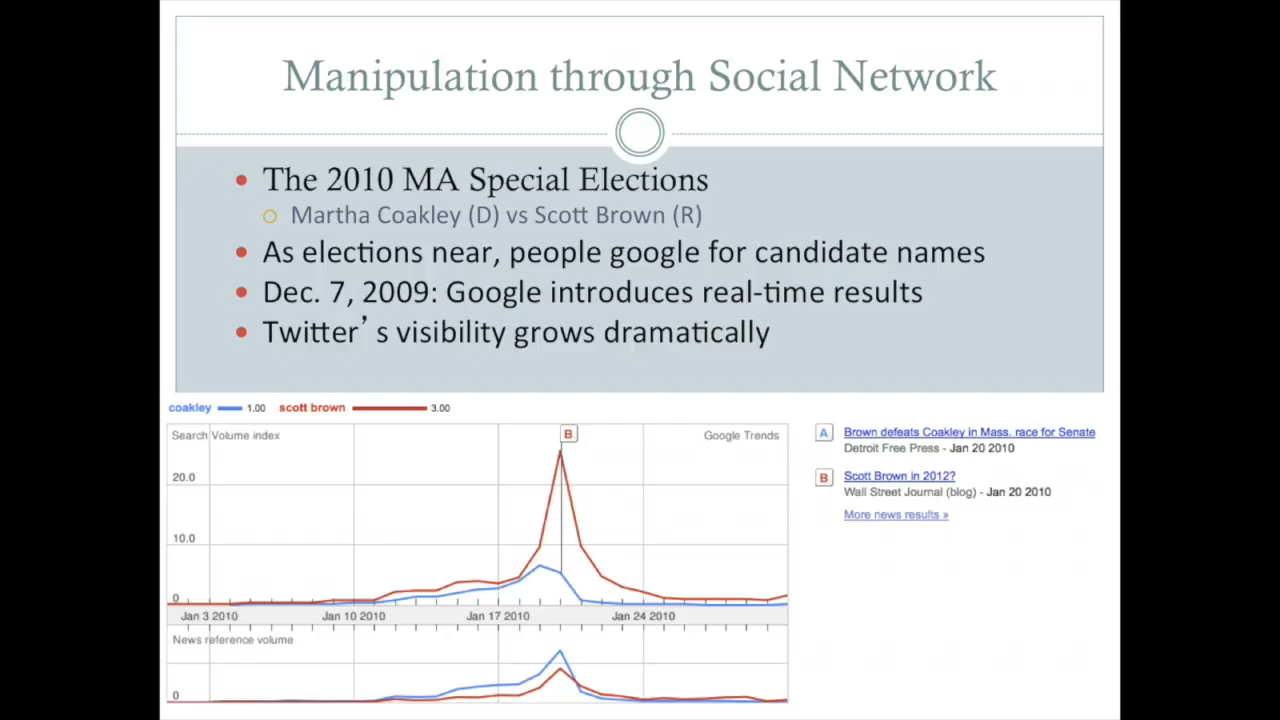 Manipulation through Social Network
• The 2010 MA Special Elections
○ Martha Coakley (D) vs Scott Brown (R)
• As elections near, people google for candidate names
• Dec. 7, 2009: Google introduces real-time results
• Twitter's visibility grows dramatically
coakley 1.00 scott brown 3.00
Search Volume index B Google Trends
20.0
10.0
0
Jan 3 2010 Jan 10 2010 Jan 17 2010 Jan 24 2010
News reference volume
0
A Brown defeats Coakley in Mass. race for Senate
Detroit Free Press - Jan 20 2010
B Scott Brown in 2012?
Wall Street Journal (blog) - Jan 20 2010
More news results »